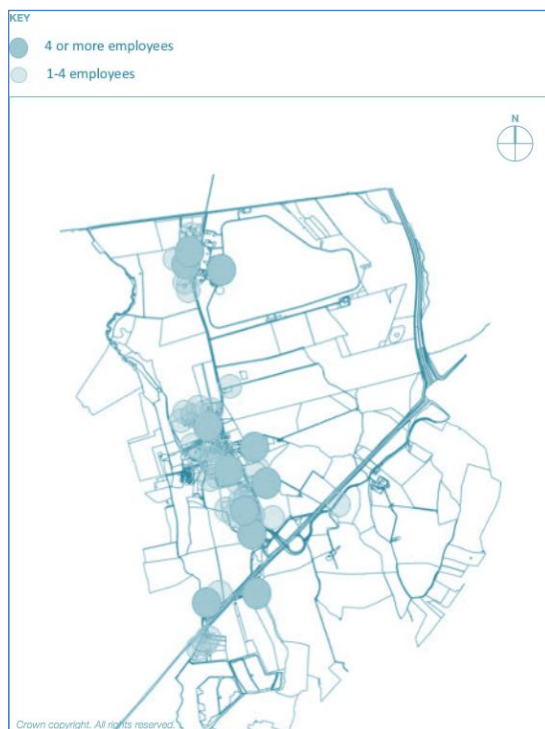 KEY
4 or more employees
1-4 employees
N
Crown copyright. All rights reserved.